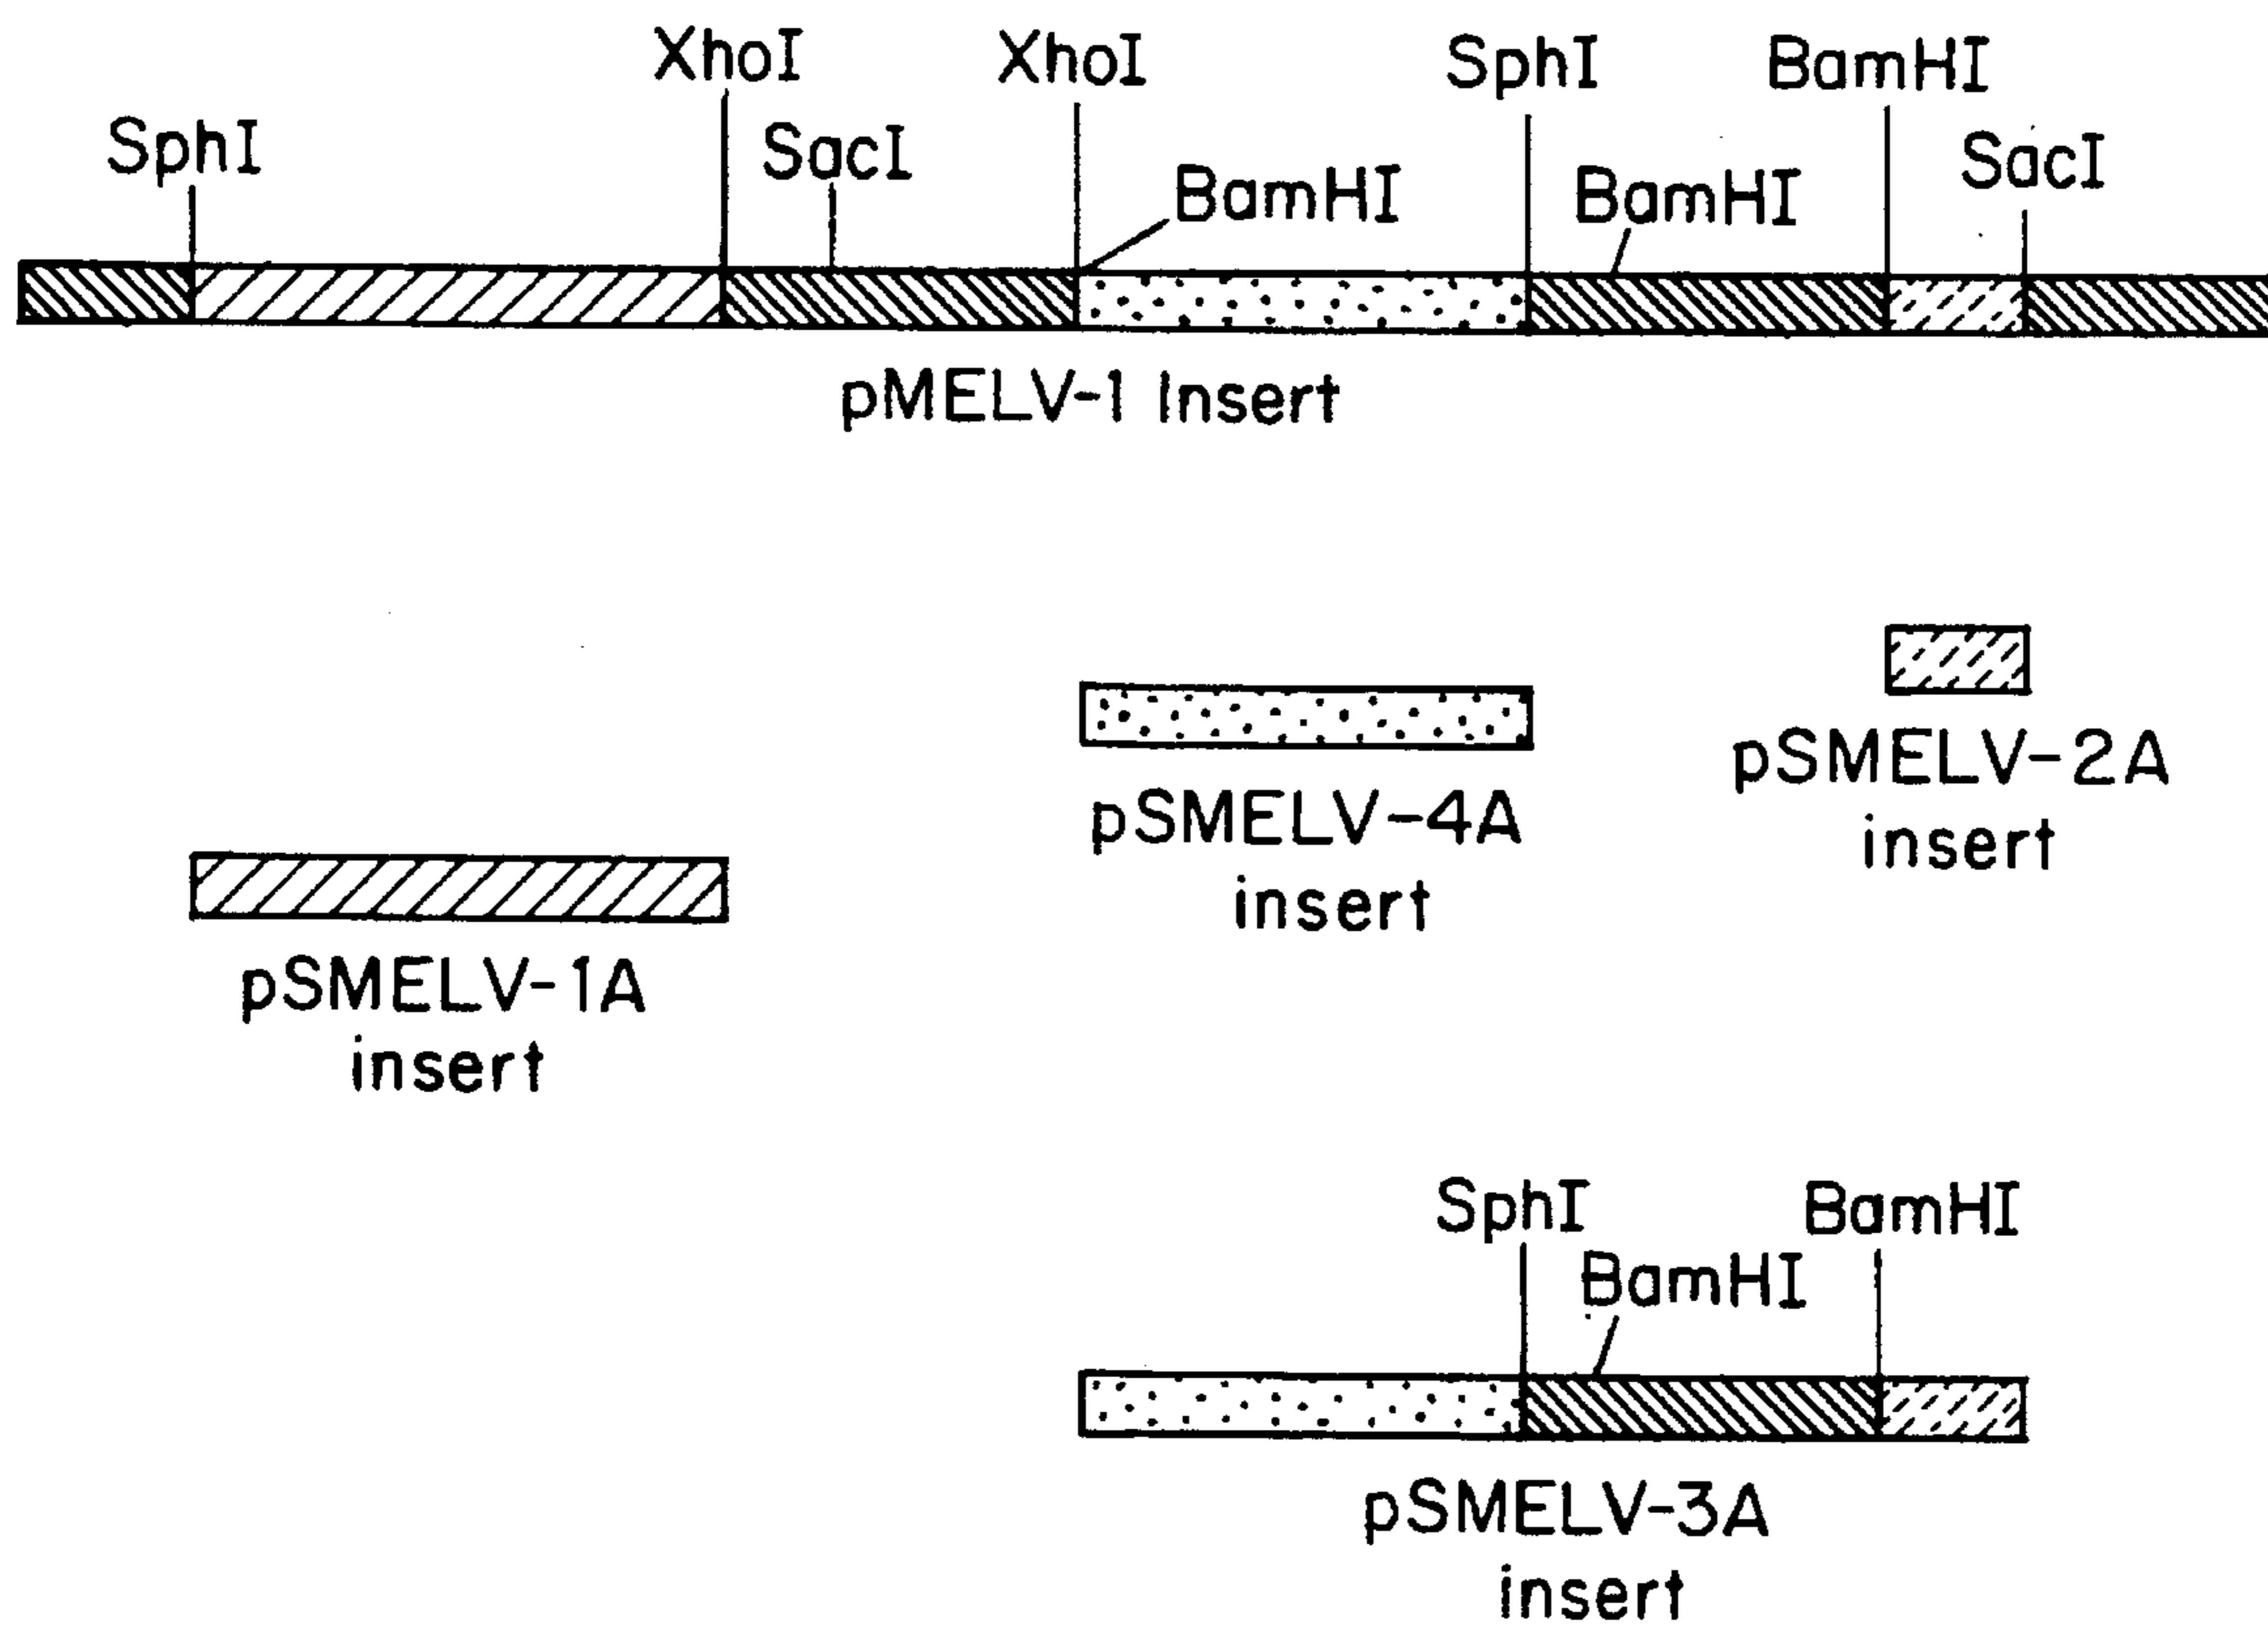 XhoI
XhoI
SphI
BamHI
SphI
SacI
SacI
BamHI
BamHI
pMELV-1 Insert
pSMELV-4A
insert
pSMELV-2A
insert
pSMELV-1A
insert
SphI
BamHI
BamHI
pSMELV-3A
insert